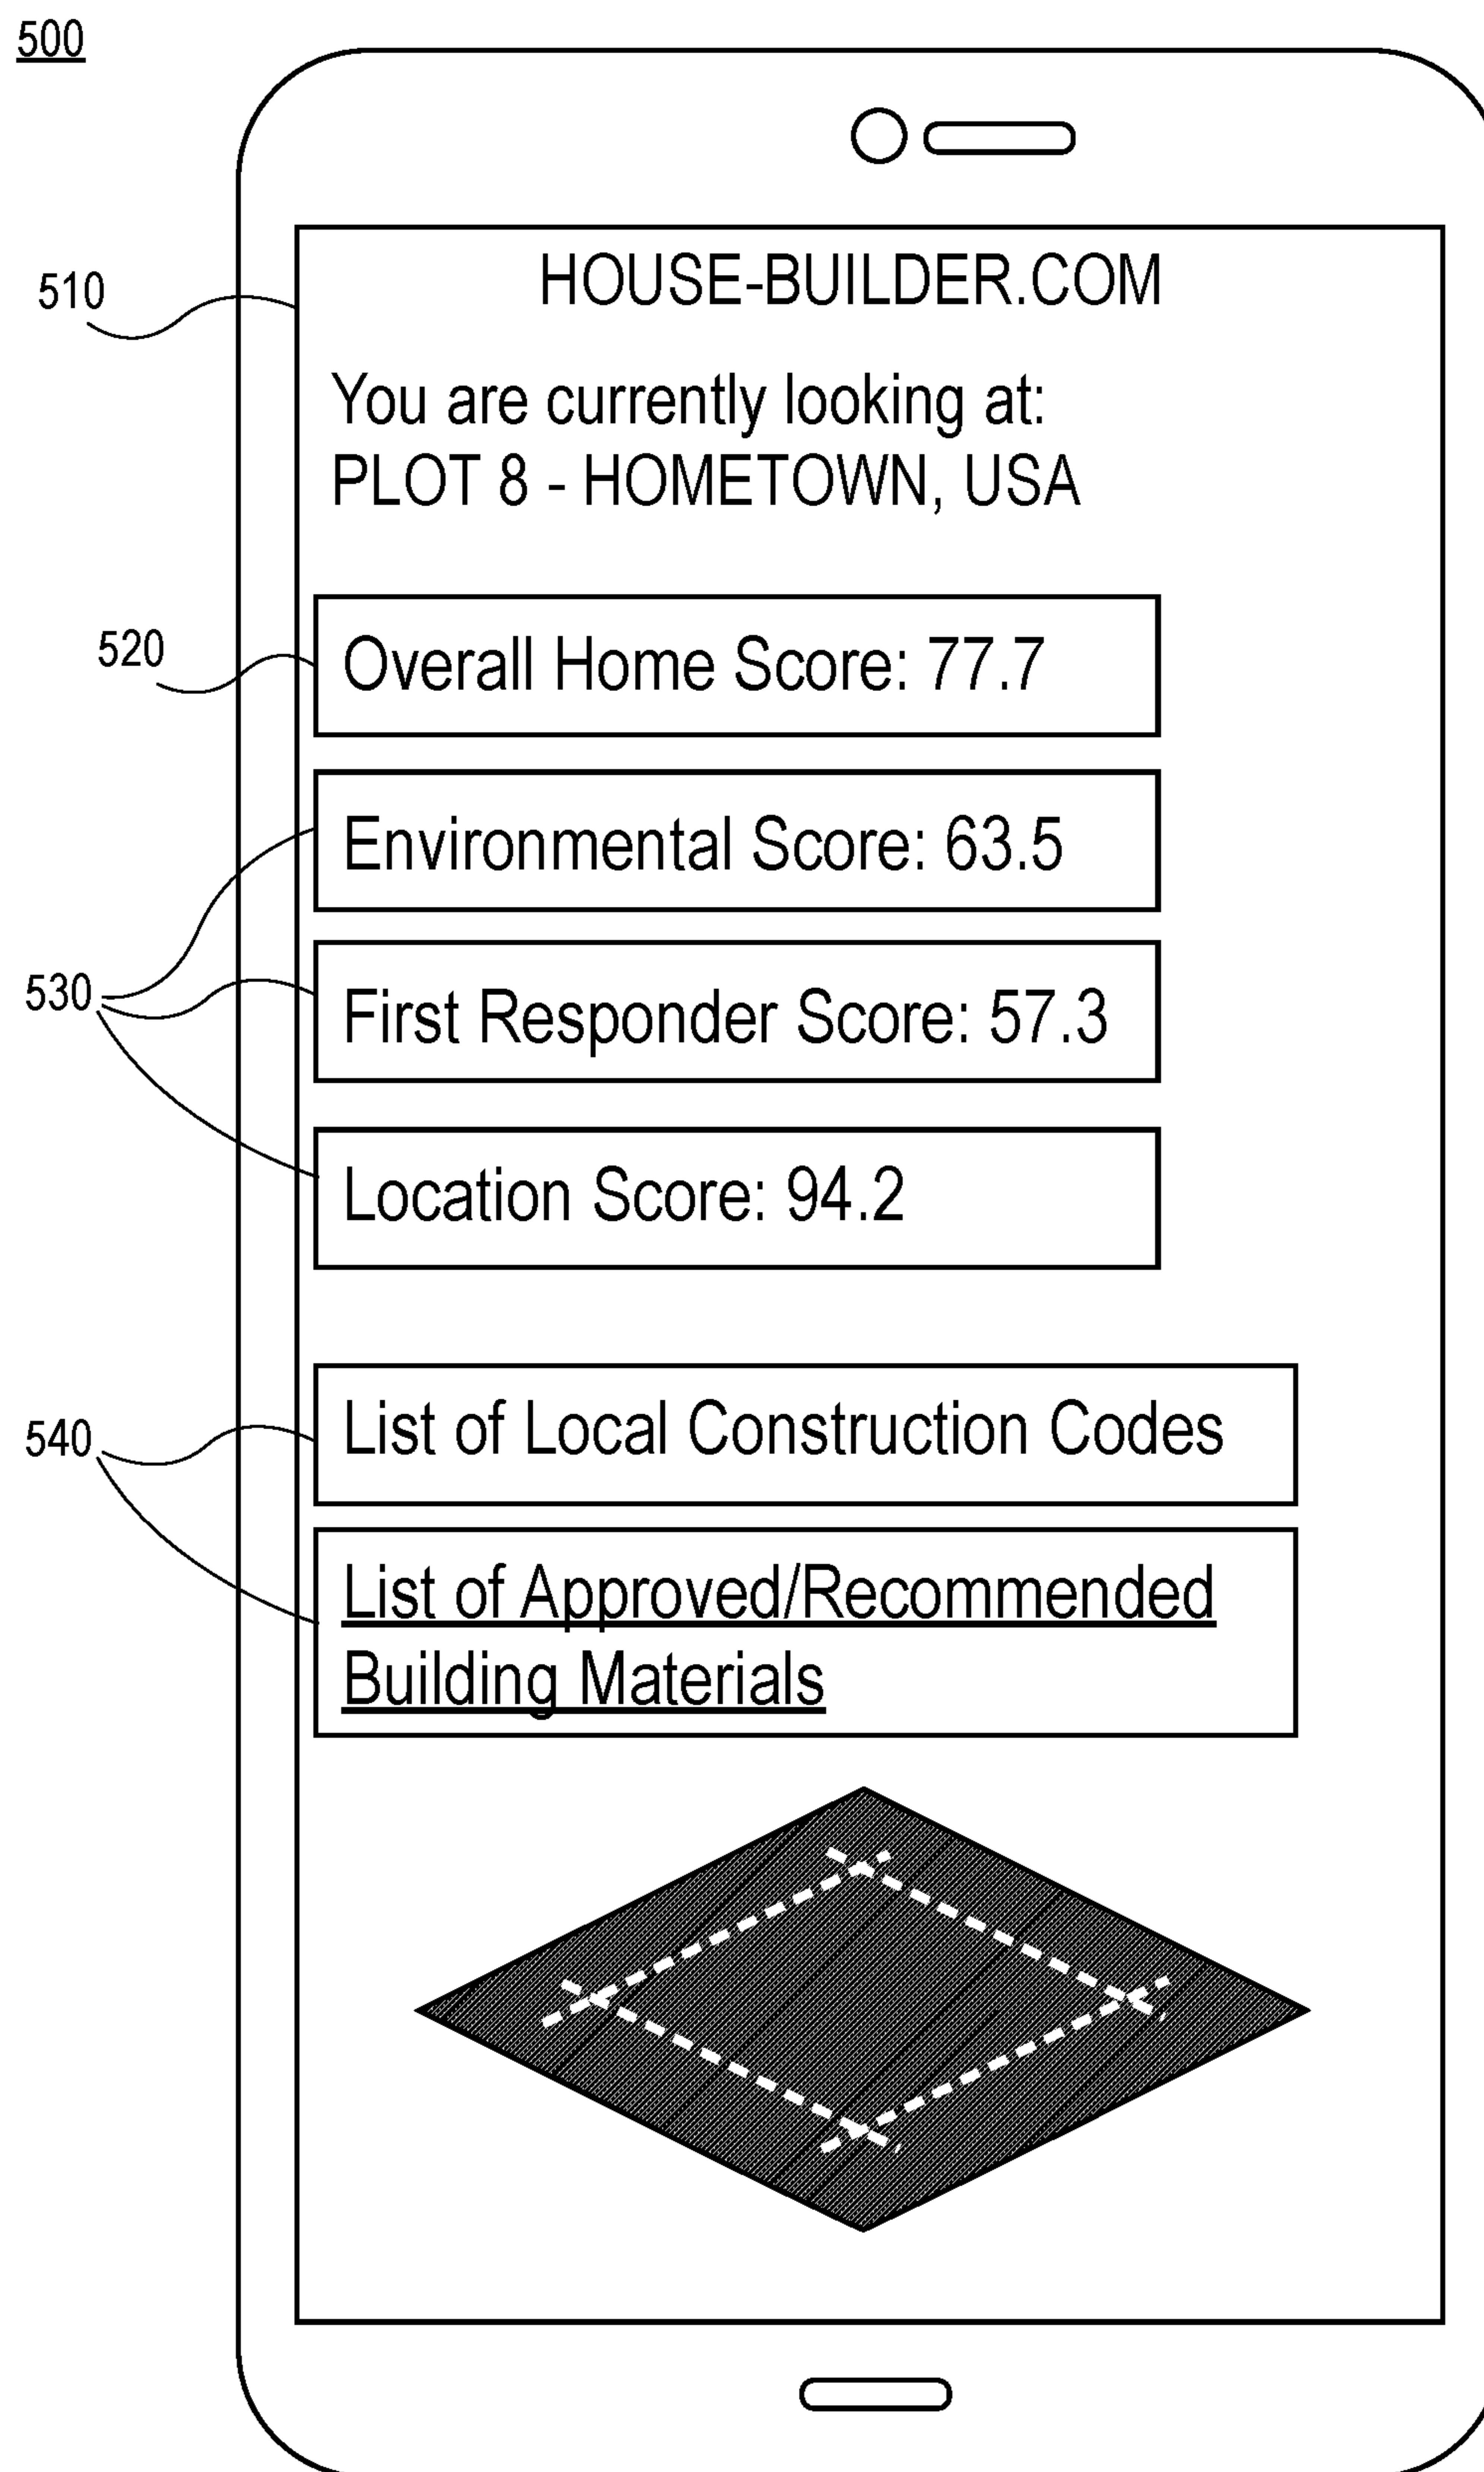 500
510
HOUSE-BUILDER.COM
You are currently looking at:
PLOT 8 - HOMETOWN, USA
520
Overall Home Score: 77.7
Environmental Score: 63.5
530
First Responder Score: 57.3
Location Score: 94.2
540
List of Local Construction Codes
List of Approved/Recommended
Building Materials